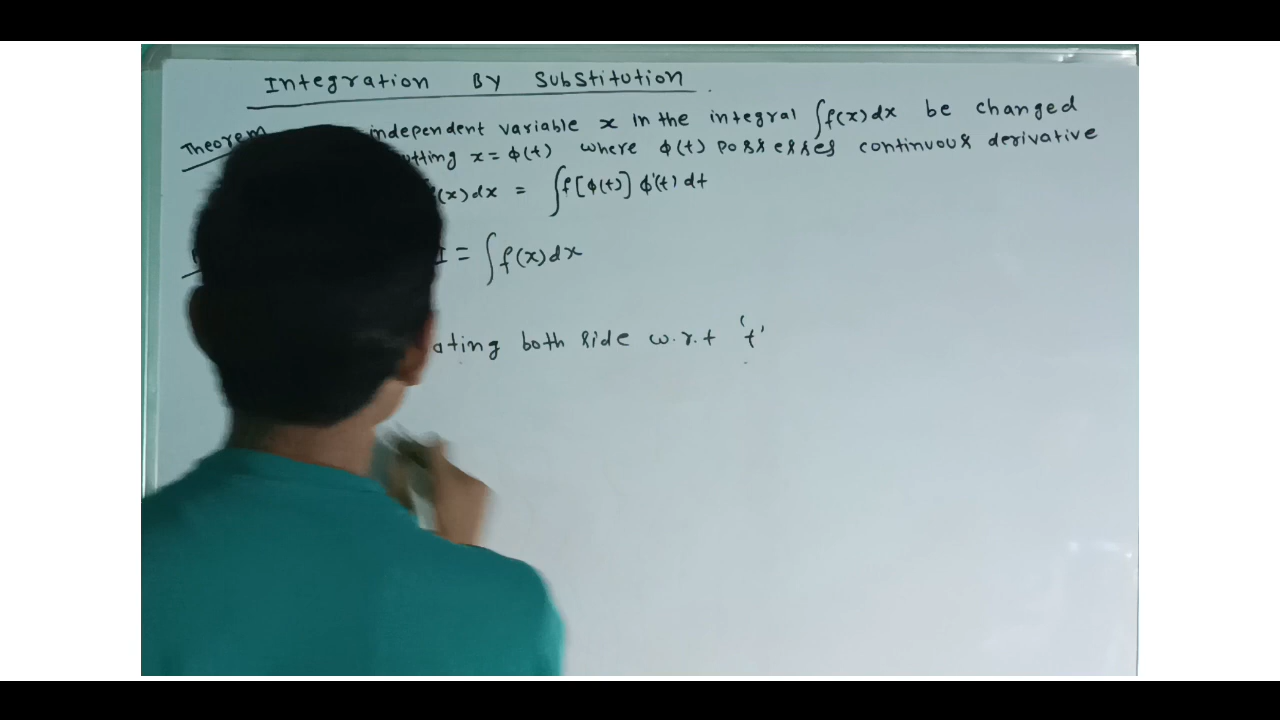 Integration By Substitution
Theorem independent variable x in the integral ∫f(x)dx be changed
x = ϕ(t) where ϕ(t) possesses continuous derivative
(x)dx = ∫f[ϕ(t)] ϕ'(t) dt
I = ∫f(x)dx
ating both side w.r.t 't'